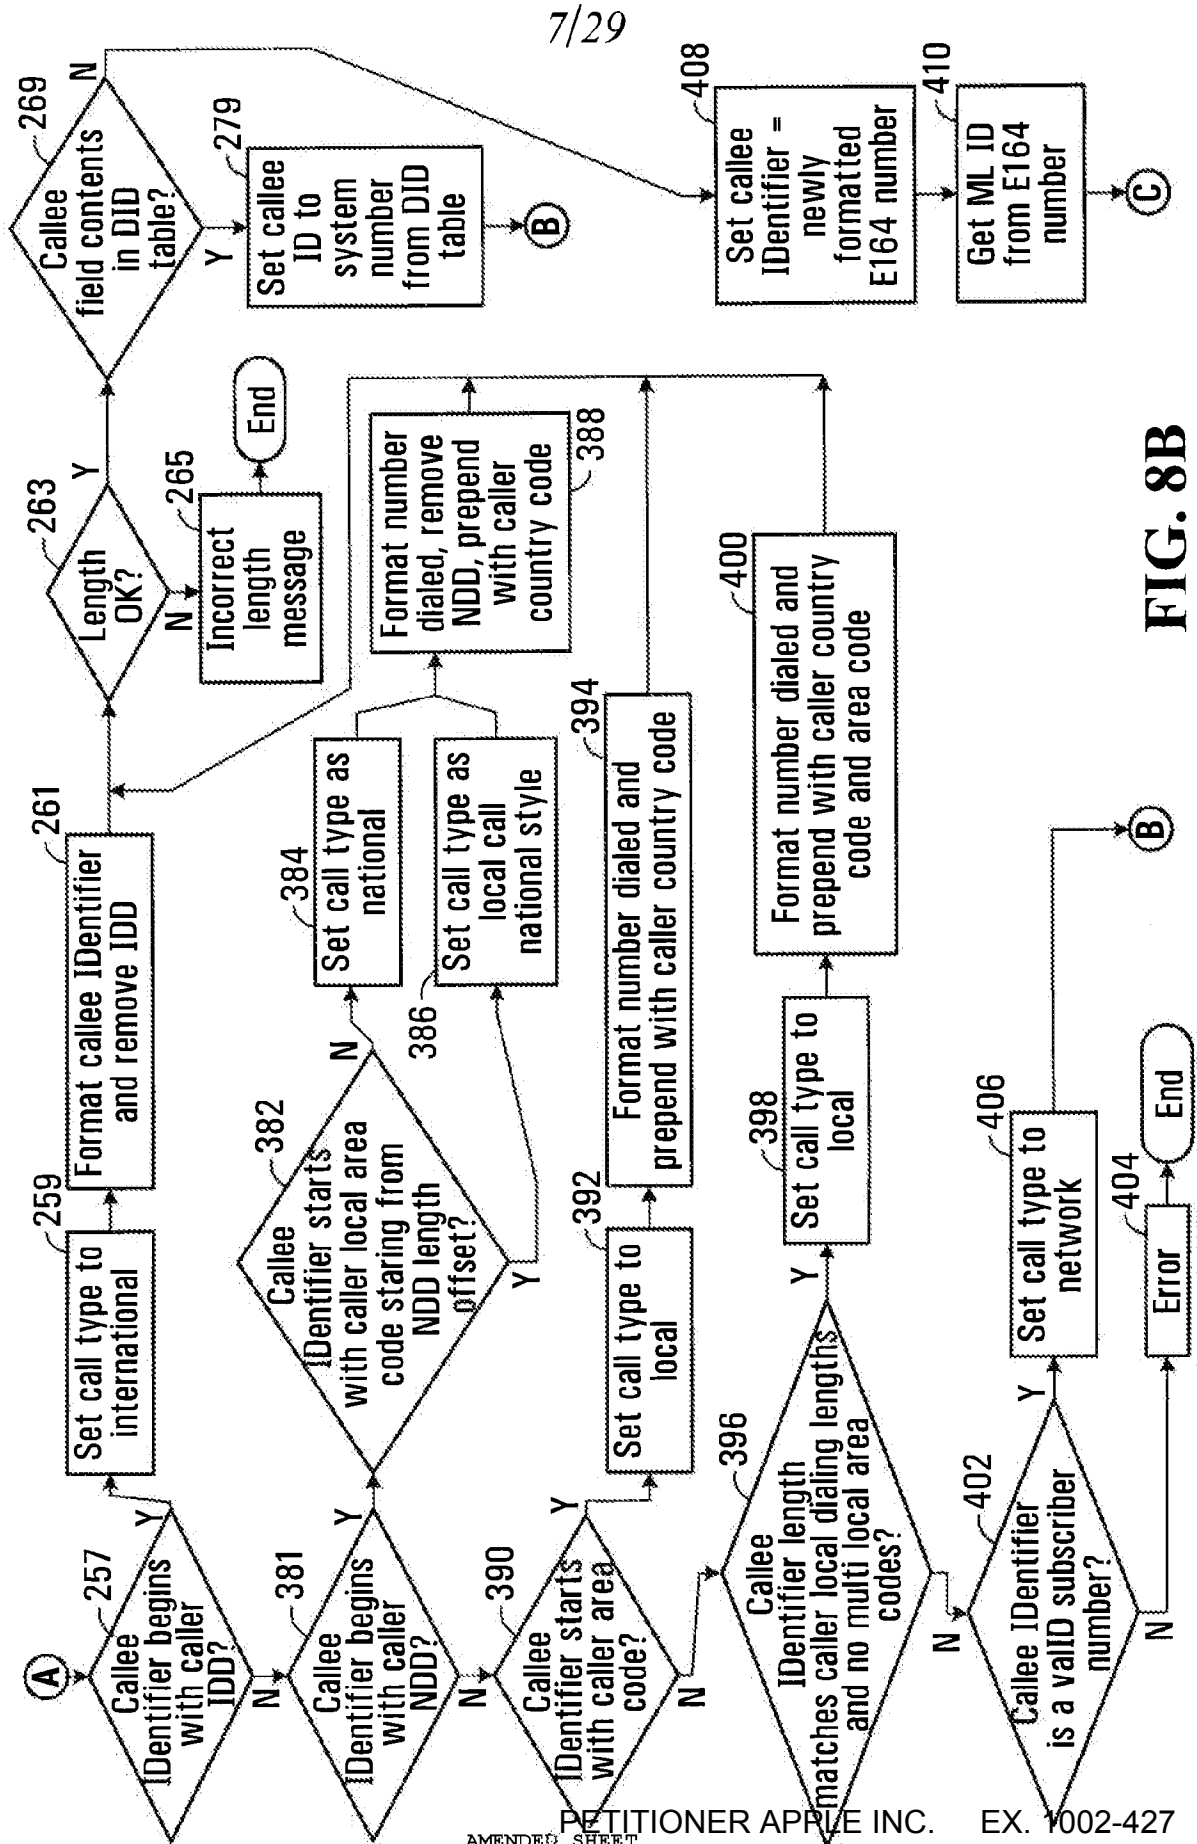 7/29
A
257
Callee
IDentifier begins
with caller
IDD?
Y
N
259
Set call type to
international
261
Format callee IDentifier
and remove IDD
263
Length
OK?
Y
N
265
Incorrect
length
message
End
269
Callee
field contents
in DID
table?
N
Y
279
Set callee
ID to
system
number
from DID
table
B
381
Callee
IDentifier begins
with caller
NDD?
Y
N
382
Callee
IDentifier starts
with caller local area
code staring from
NDD length
offset?
N
Y
384
Set call type as
national
386
Set call type as
local call
national style
388
Format number
dialed, remove
NDD, prepend
with caller
country code
390
Callee
IDentifier starts
with caller area
code?
Y
N
392
Set call type to
local
394
Format number dialed and
prepend with caller country code
396
Callee
IDentifier length
matches caller local dialing lengths
and no multi local area
codes?
Y
N
398
Set call type to
local
400
Format number dialed and
prepend with caller country
code and area code
402
Callee IDentifier
is a valID subscriber
number?
Y
N
406
Set call type to
network
B
404
Error
End
408
Set callee
IDentifier =
newly
formatted
E164 number
410
Get ML ID
from E164
number
C
FIG. 8B
PETITIONER APPLE INC. EX. 1002-427
AMENDED SHEET